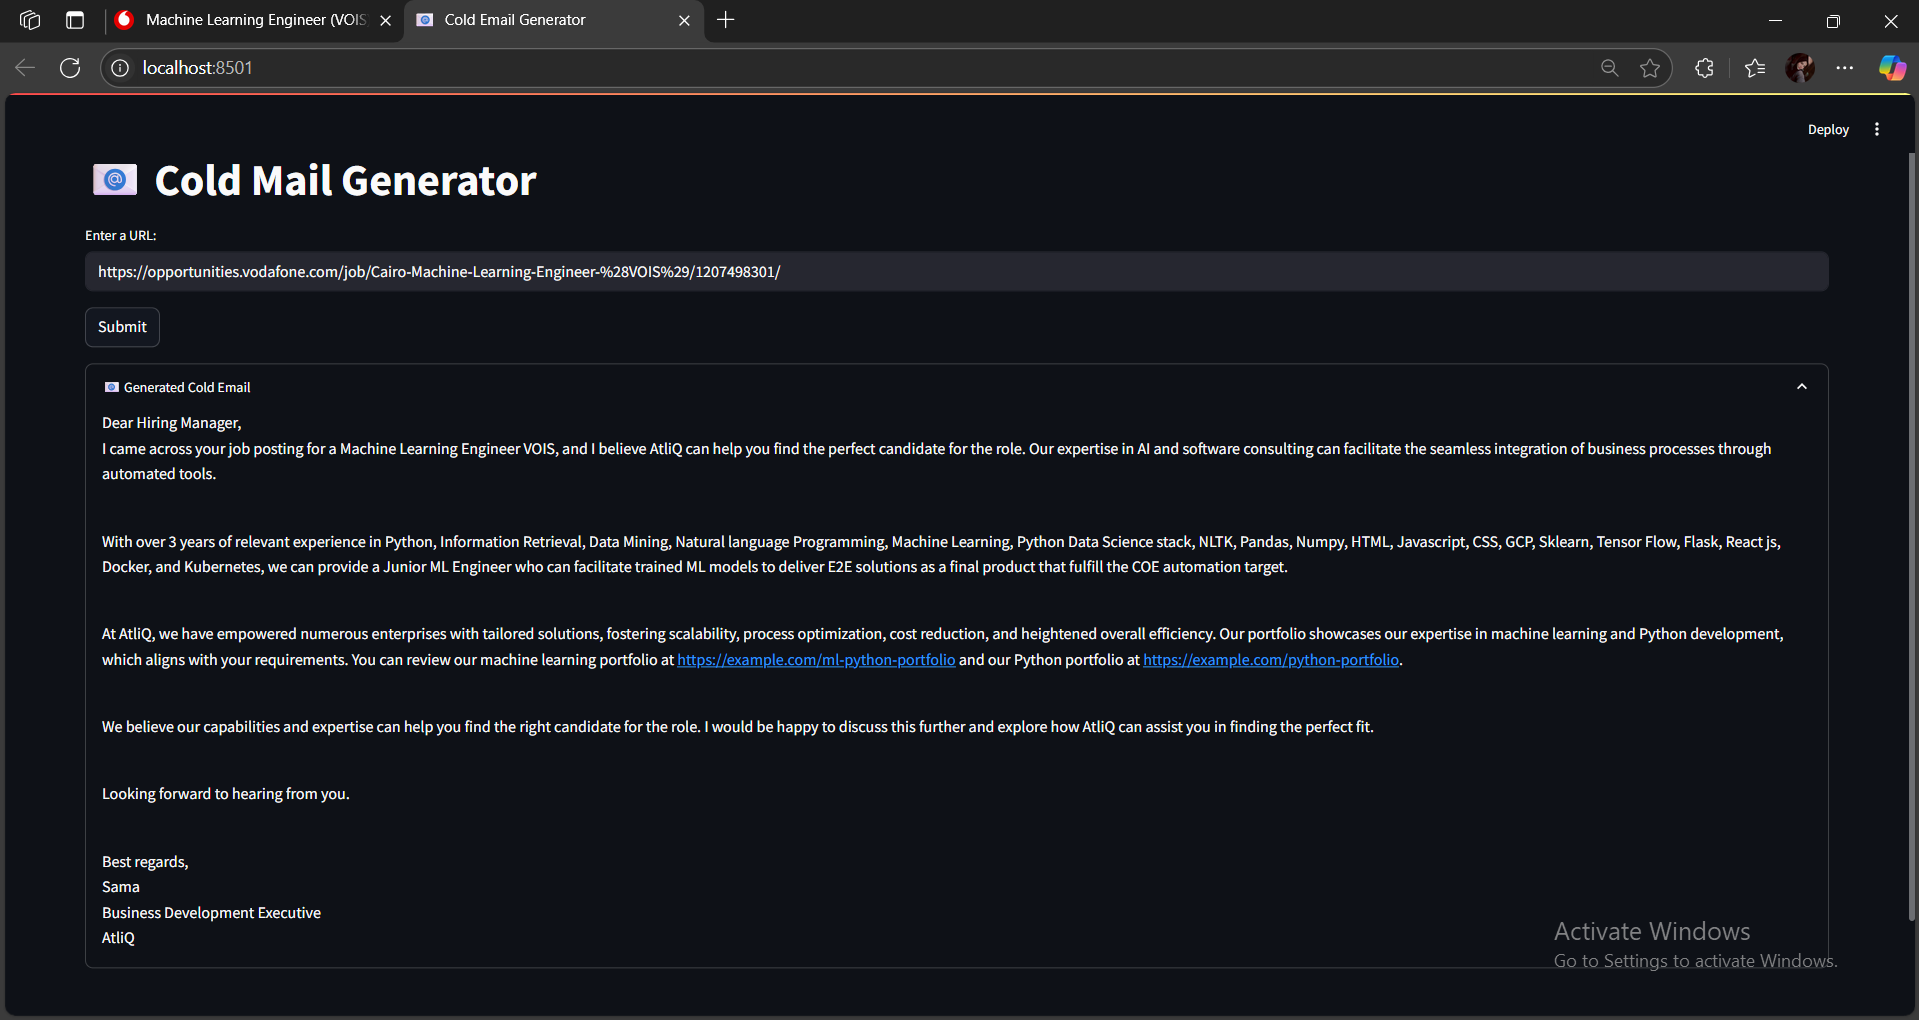 Machine Learning Engineer (VOIS
Cold Email Generator
localhost:8501
Deploy
Cold Mail Generator
Enter a URL:
https://opportunities.vodafone.com/job/Cairo-Machine-Learning-Engineer-%28VOIS%29/1207498301/
Submit
Generated Cold Email
Dear Hiring Manager,
I came across your job posting for a Machine Learning Engineer VOIS, and I believe AtliQ can help you find the perfect candidate for the role. Our expertise in AI and software consulting can facilitate the seamless integration of business processes through
automated tools.
With over 3 years of relevant experience in Python, Information Retrieval, Data Mining, Natural language Programming, Machine Learning, Python Data Science stack, NLTK, Pandas, Numpy, HTML, Javascript, CSS, GCP, Sklearn, Tensor Flow, Flask, React js,
Docker, and Kubernetes, we can provide a Junior ML Engineer who can facilitate trained ML models to deliver E2E solutions as a final product that fulfill the COE automation target.
At AtliQ, we have empowered numerous enterprises with tailored solutions, fostering scalability, process optimization, cost reduction, and heightened overall efficiency. Our portfolio showcases our expertise in machine learning and Python development,
which aligns with your requirements. You can review our machine learning portfolio at https://example.com/ml-python-portfolio and our Python portfolio at https://example.com/python-portfolio.
We believe our capabilities and expertise can help you find the right candidate for the role. I would be happy to discuss this further and explore how AtliQ can assist you in finding the perfect fit.
Looking forward to hearing from you.
Best regards,
Sama
Business Development Executive
AtliQ
Activate Windows
Go to Settings to activate Windows.